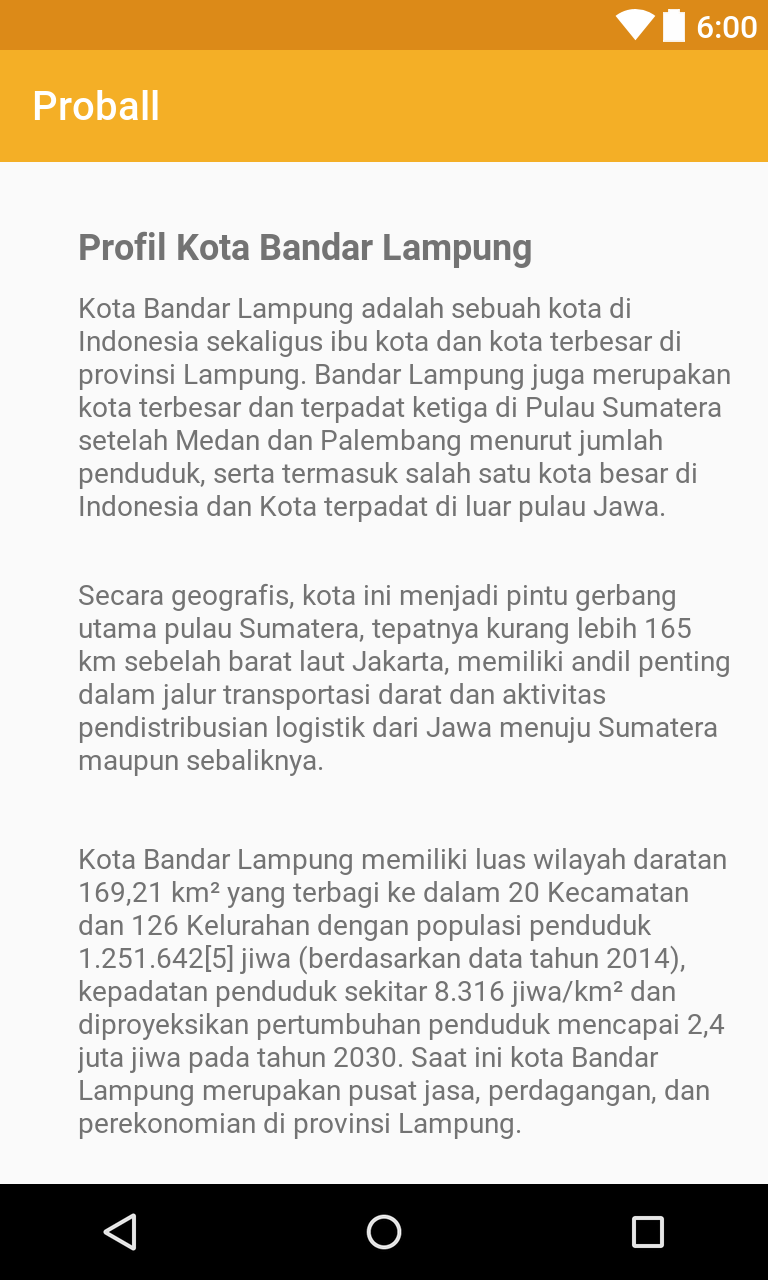 6:00
Proball
Profil Kota Bandar Lampung
Kota Bandar Lampung adalah sebuah kota di
Indonesia sekaligus ibu kota dan kota terbesar di
provinsi Lampung. Bandar Lampung juga merupakan
kota terbesar dan terpadat ketiga di Pulau Sumatera
setelah Medan dan Palembang menurut jumlah
penduduk, serta termasuk salah satu kota besar di
Indonesia dan Kota terpadat di luar pulau Jawa.
Secara geografis, kota ini menjadi pintu gerbang
utama pulau Sumatera, tepatnya kurang lebih 165
km sebelah barat laut Jakarta, memiliki andil penting
dalam jalur transportasi darat dan aktivitas
pendistribusian logistik dari Jawa menuju Sumatera
maupun sebaliknya.
Kota Bandar Lampung memiliki luas wilayah daratan
169,21 km² yang terbagi ke dalam 20 Kecamatan
dan 126 Kelurahan dengan populasi penduduk
1.251.642[5] jiwa (berdasarkan data tahun 2014),
kepadatan penduduk sekitar 8.316 jiwa/km² dan
diproyeksikan pertumbuhan penduduk mencapai 2,4
juta jiwa pada tahun 2030. Saat ini kota Bandar
Lampung merupakan pusat jasa, perdagangan, dan
perekonomian di provinsi Lampung.